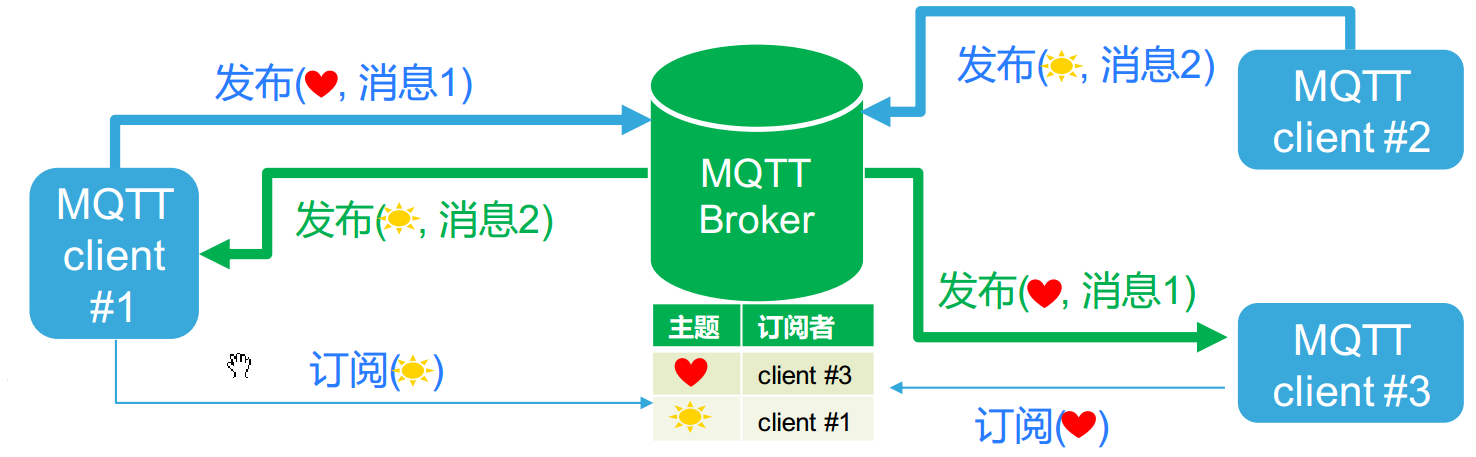 发布(❤, 消息1)
发布(☀, 消息2)
MQTT
client #2
MQTT
Broker
MQTT
client
#1
发布(☀, 消息2)
发布(❤, 消息1)
主题 订阅者
❤ client #3
☀ client #1
MQTT
client #3
订阅(☀)
订阅(❤)